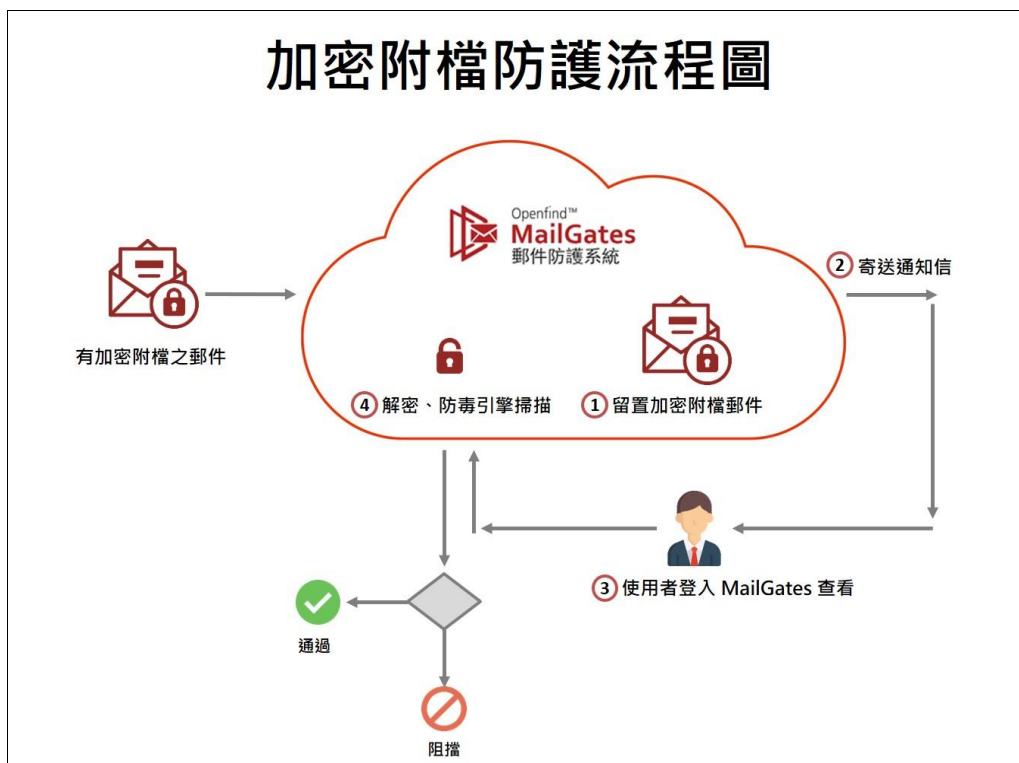 加密附檔防護流程圖
Openfind™
MailGates
郵件防護系統
② 寄送通知信
有加密附檔之郵件
④ 解密、防毒引擎掃描
① 留置加密附檔郵件
③ 使用者登入 MailGates 查看
通過
阻擋